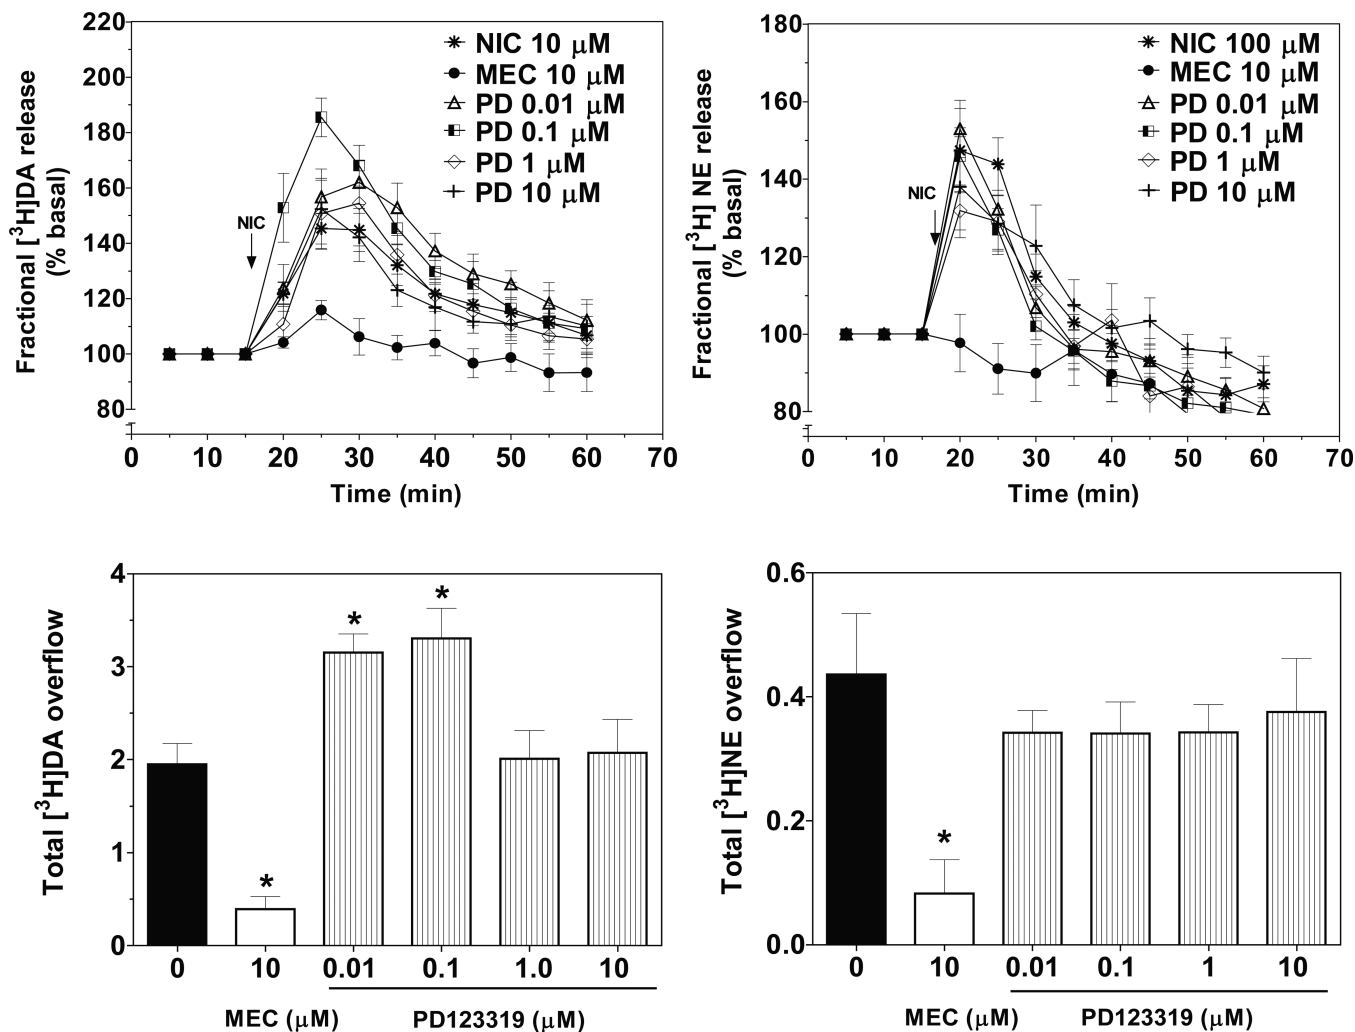 Fractional [³H]DA release
(% basal)
220
200
180
160
140
120
100
80
NIC 10 μM
MEC 10 μM
PD 0.01 μM
PD 0.1 μM
PD 1 μM
PD 10 μM
NIC
0 10 20 30 40 50 60 70
Time (min)
Fractional [³H] NE release
(% basal)
180
160
140
120
100
80
NIC 100 μM
MEC 10 μM
PD 0.01 μM
PD 0.1 μM
PD 1 μM
PD 10 μM
NIC
0 10 20 30 40 50 60 70
Time (min)
Total [³H]DA overflow
4
3
2
1
0
* * *
0 10 0.01 0.1 1.0 10
MEC (μM) PD123319 (μM)
Total [³H]NE overflow
0.6
0.4
0.2
0.0
*
0 10 0.01 0.1 1 10
MEC (μM) PD123319 (μM)